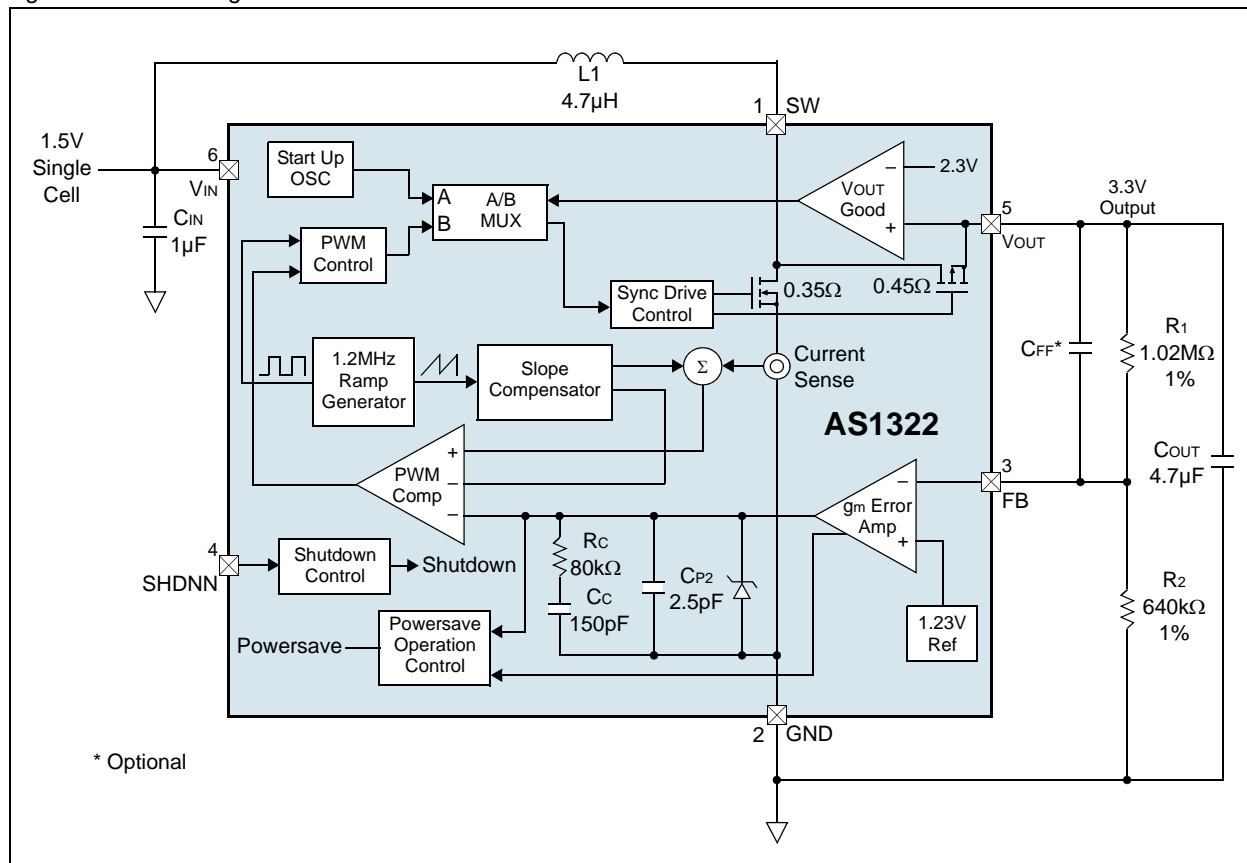 L1
4.7µH
1 SW
1.5V
Single
Cell
6
VIN
CIN
1µF
Start Up
OSC
A
B
A/B
MUX
VOUT
Good
−
+
2.3V
5
VOUT
3.3V
Output
PWM
Control
Sync Drive
Control
0.35Ω
0.45Ω
1.2MHz
Ramp
Generator
Slope
Compensator
Σ
Current
Sense
CFF*
R1
1.02MΩ
1%
AS1322
COUT
4.7µF
PWM
Comp
+
−
−
gm Error
Amp
−
+
3
FB
4
SHDNN
Shutdown
Control
Shutdown
RC
80kΩ
CC
150pF
CP2
2.5pF
1.23V
Ref
R2
640kΩ
1%
Powersave
Powersave
Operation
Control
2 GND
* Optional